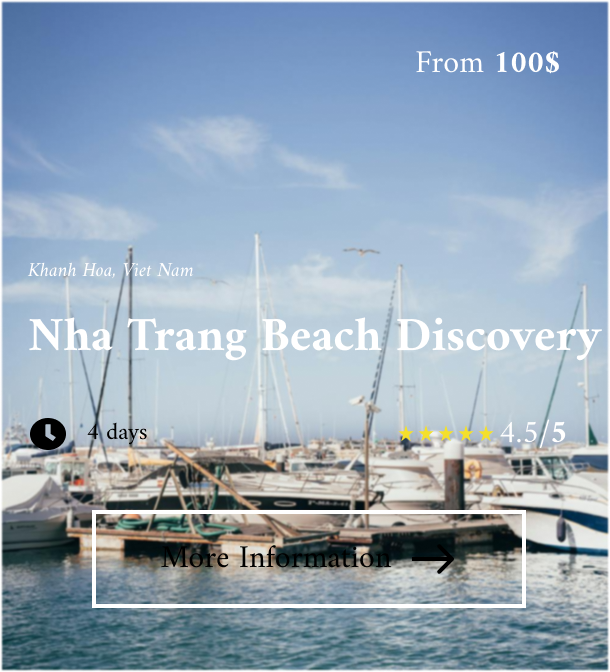 From 100$
Khanh Hoa, Viet Nam
Nha Trang Beach Discovery
4 days
★★★★★ 4.5/5
More Information →